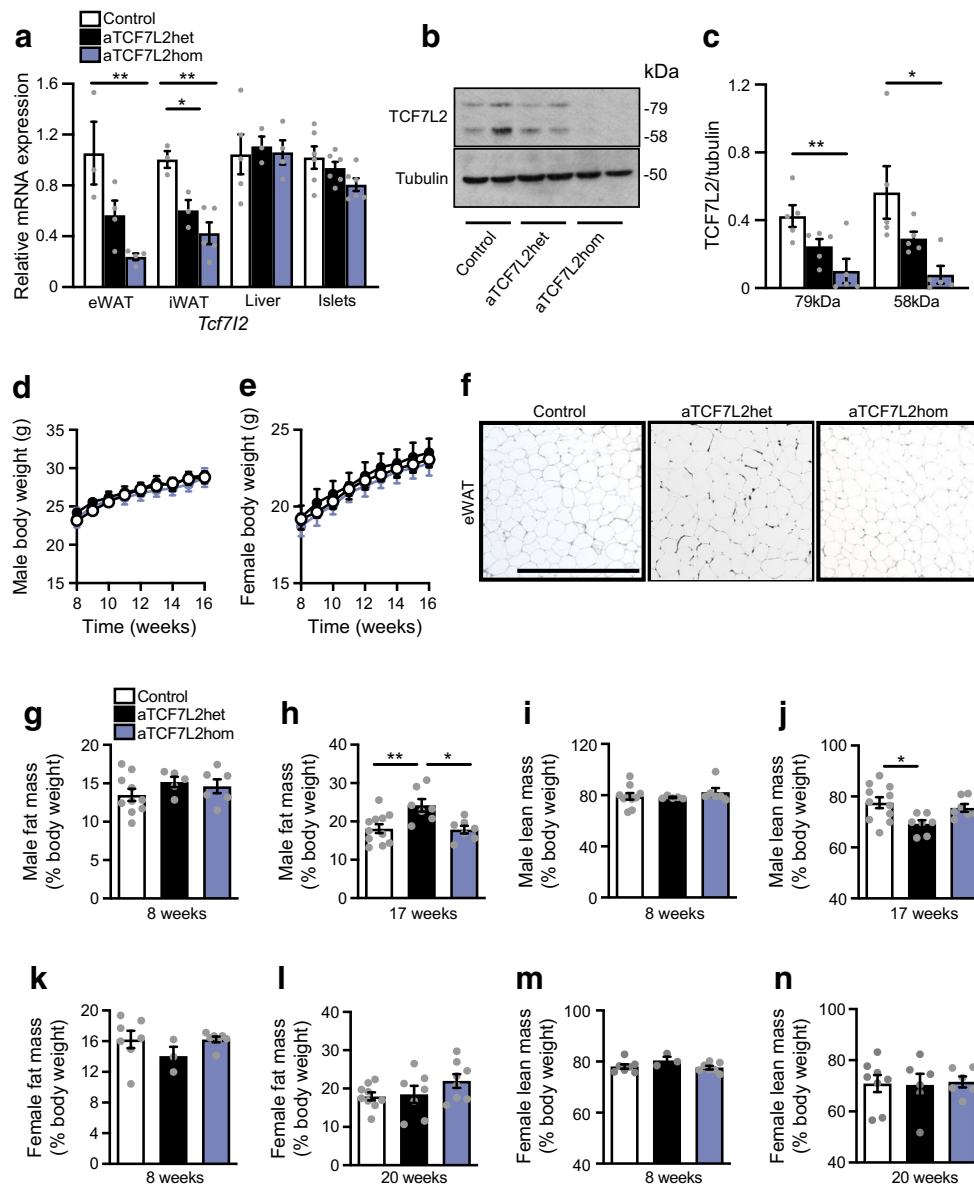 Control
aTCF7L2het
aTCF7L2hom
a
Relative mRNA expression
1.6
1.2
0.8
0.4
0
**
**
*
eWAT
iWAT
Liver
Islets
Tcf7l2
b
kDa
TCF7L2
-79
-58
Tubulin
-50
Control
aTCF7L2het
aTCF7L2hom
c
TCF7L2/tubulin
1.2
0.8
0.4
0
**
*
79kDa
58kDa
d
Male body weight (g)
35
30
25
20
15
8 10 12 14 16
Time (weeks)
e
Female body weight (g)
25
20
15
8 10 12 14 16
Time (weeks)
f
Control
aTCF7L2het
aTCF7L2hom
eWAT
Control
aTCF7L2het
aTCF7L2hom
g
Male fat mass
(% body weight)
20
15
10
5
0
8 weeks
h
Male fat mass
(% body weight)
40
30
20
10
0
**
*
17 weeks
i
Male lean mass
(% body weight)
120
80
40
0
8 weeks
j
Male lean mass
(% body weight)
100
80
60
40
*
17 weeks
k
Female fat mass
(% body weight)
20
16
12
8
4
0
8 weeks
l
Female fat mass
(% body weight)
40
30
20
10
0
20 weeks
m
Female lean mass
(% body weight)
100
80
60
40
8 weeks
n
Female lean mass
(% body weight)
100
80
60
40
20 weeks